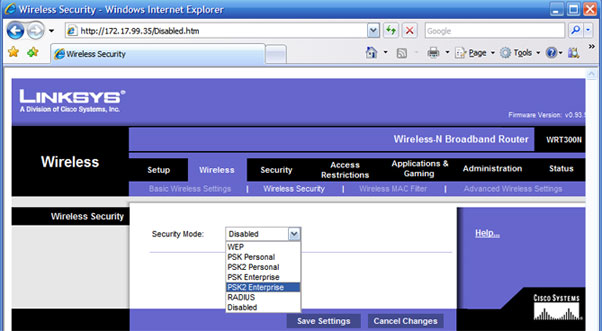 Wireless Security - Windows Internet Explorer
http://172.17.99.35/Disabled.htm
Google
Wireless Security
Page
Tools
LINKSYS®
A Division of Cisco Systems, Inc.
Firmware Version: v0.93.
Wireless-N Broadband Router WRT300N
Wireless
Setup Wireless Security Access Restrictions Applications & Gaming Administration Status
Basic Wireless Settings | Wireless Security | Wireless MAC Filter | Advanced Wireless Settings
Wireless Security
Security Mode: Disabled
Help...
WEP
PSK Personal
PSK2 Personal
PSK Enterprise
PSK2 Enterprise
RADIUS
Disabled
CISCO SYSTEMS
Save Settings Cancel Changes